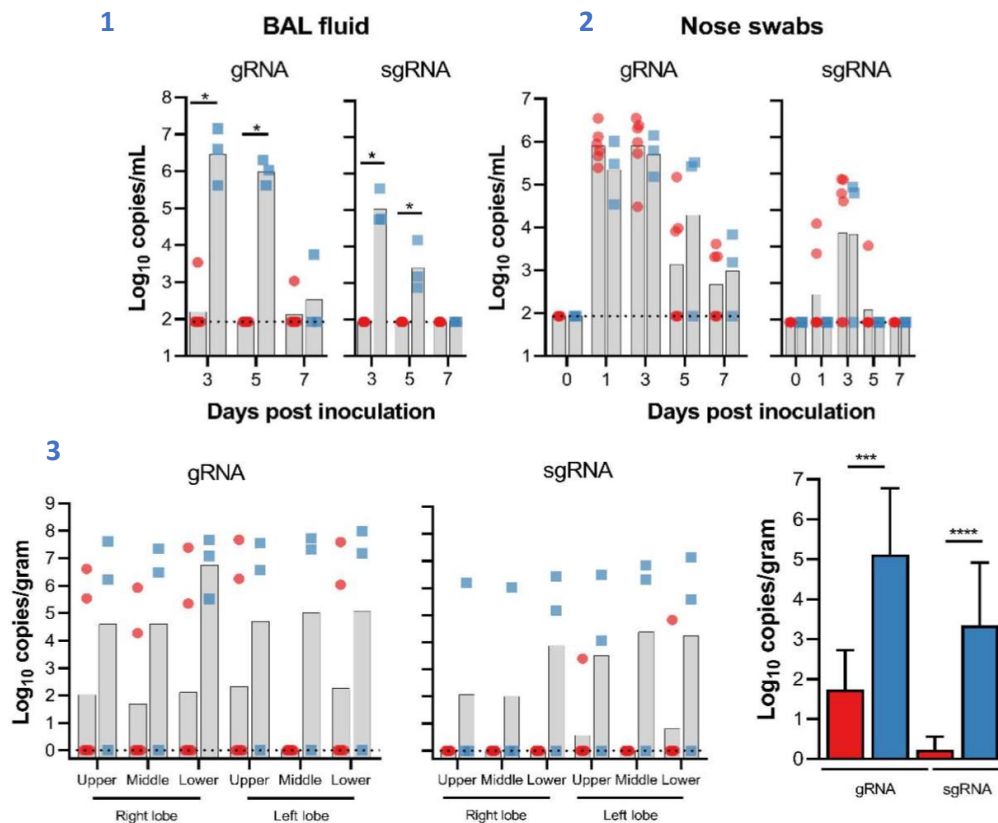 1 BAL fluid
gRNA sgRNA
Log10 copies/mL
8
7
6
5
4
3
2
1
* * * *
3 5 7 3 5 7
Days post inoculation
2 Nose swabs
gRNA sgRNA
Log10 copies/mL
7
6
5
4
3
2
1
0 1 3 5 7 0 1 3 5 7
Days post inoculation
3
gRNA
Log10 copies/gram
9
8
7
6
5
4
3
2
1
0
Upper Middle Lower Upper Middle Lower
Right lobe Left lobe
sgRNA
Upper Middle Lower Upper Middle Lower
Right lobe Left lobe
Log10 copies/gram
7
6
5
4
3
2
1
0
*** ****
gRNA sgRNA